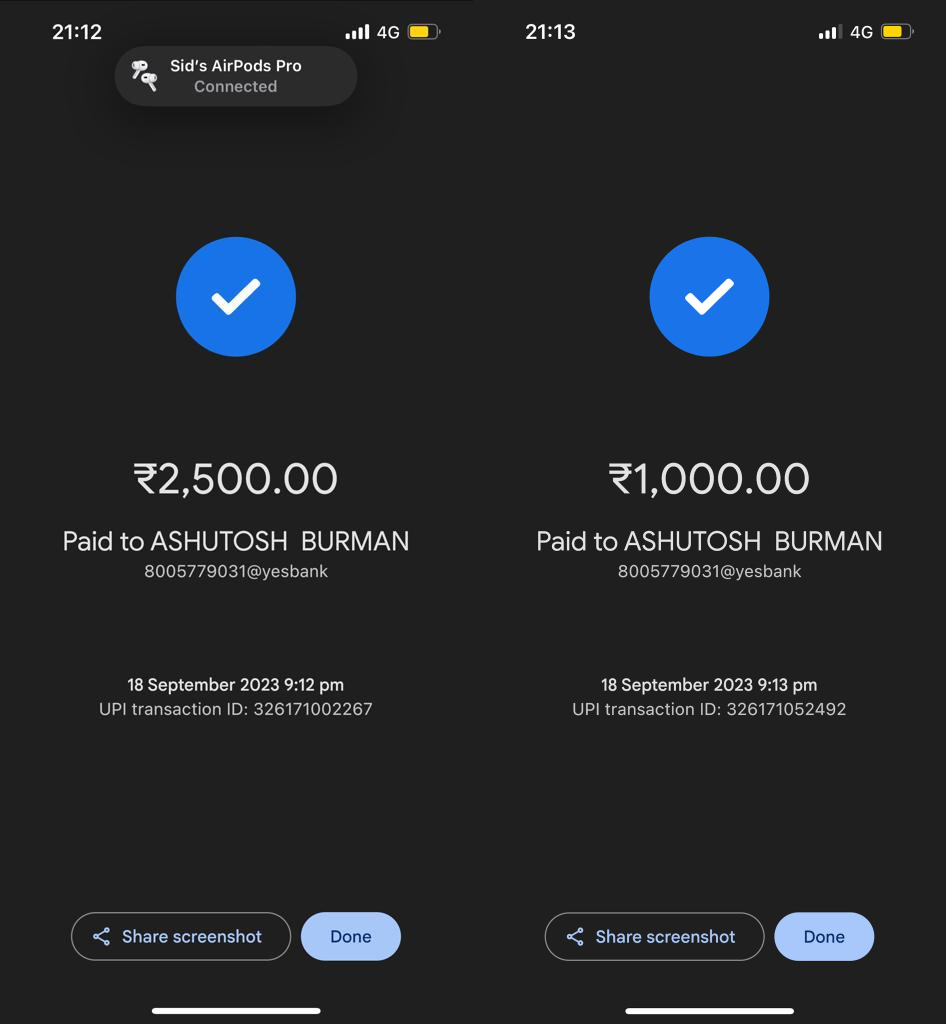 21:12
4G
Sid's AirPods Pro
Connected
₹2,500.00
Paid to ASHUTOSH  BURMAN
8005779031@yesbank
18 September 2023 9:12 pm
UPI transaction ID: 326171002267
Share screenshot
Done
21:13
4G
₹1,000.00
Paid to ASHUTOSH  BURMAN
8005779031@yesbank
18 September 2023 9:13 pm
UPI transaction ID: 326171052492
Share screenshot
Done